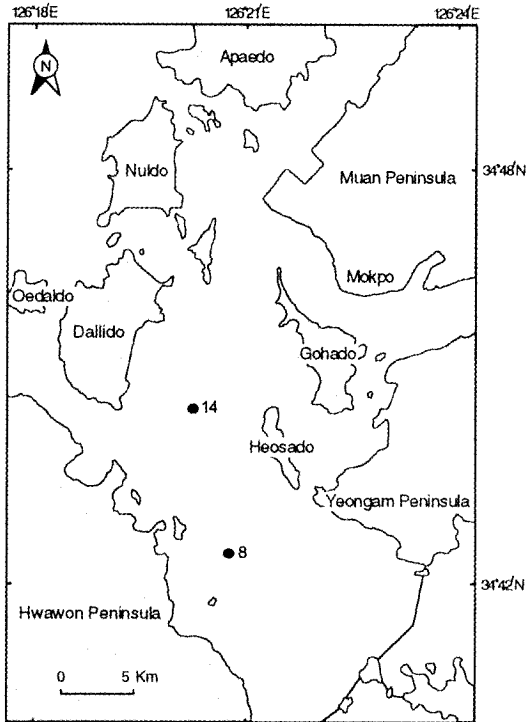 126°18′E 126°21′E 126°24′E
Apaedo
N
34°48′N
Nuldo
Muan Peninsula
Mokpo
Oedaldo
Dallido
Gohado
14
Heosado
Yeongam Peninsula
8
34°42′N
Hwawon Peninsula
0 5 Km